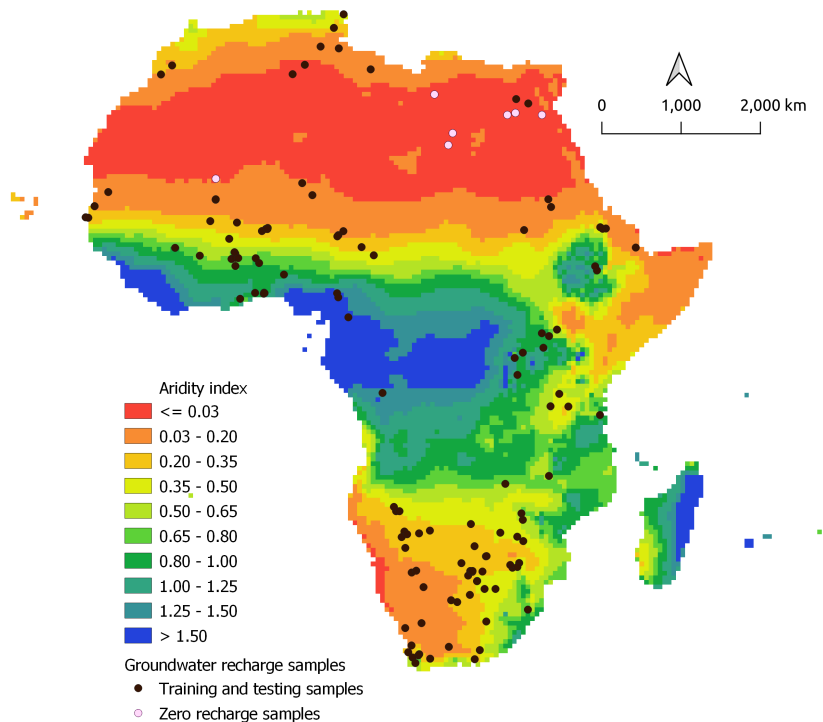 0 1,000 2,000 km
Aridity index
<= 0.03
0.03 - 0.20
0.20 - 0.35
0.35 - 0.50
0.50 - 0.65
0.65 - 0.80
0.80 - 1.00
1.00 - 1.25
1.25 - 1.50
> 1.50
Groundwater recharge samples
Training and testing samples
Zero recharge samples